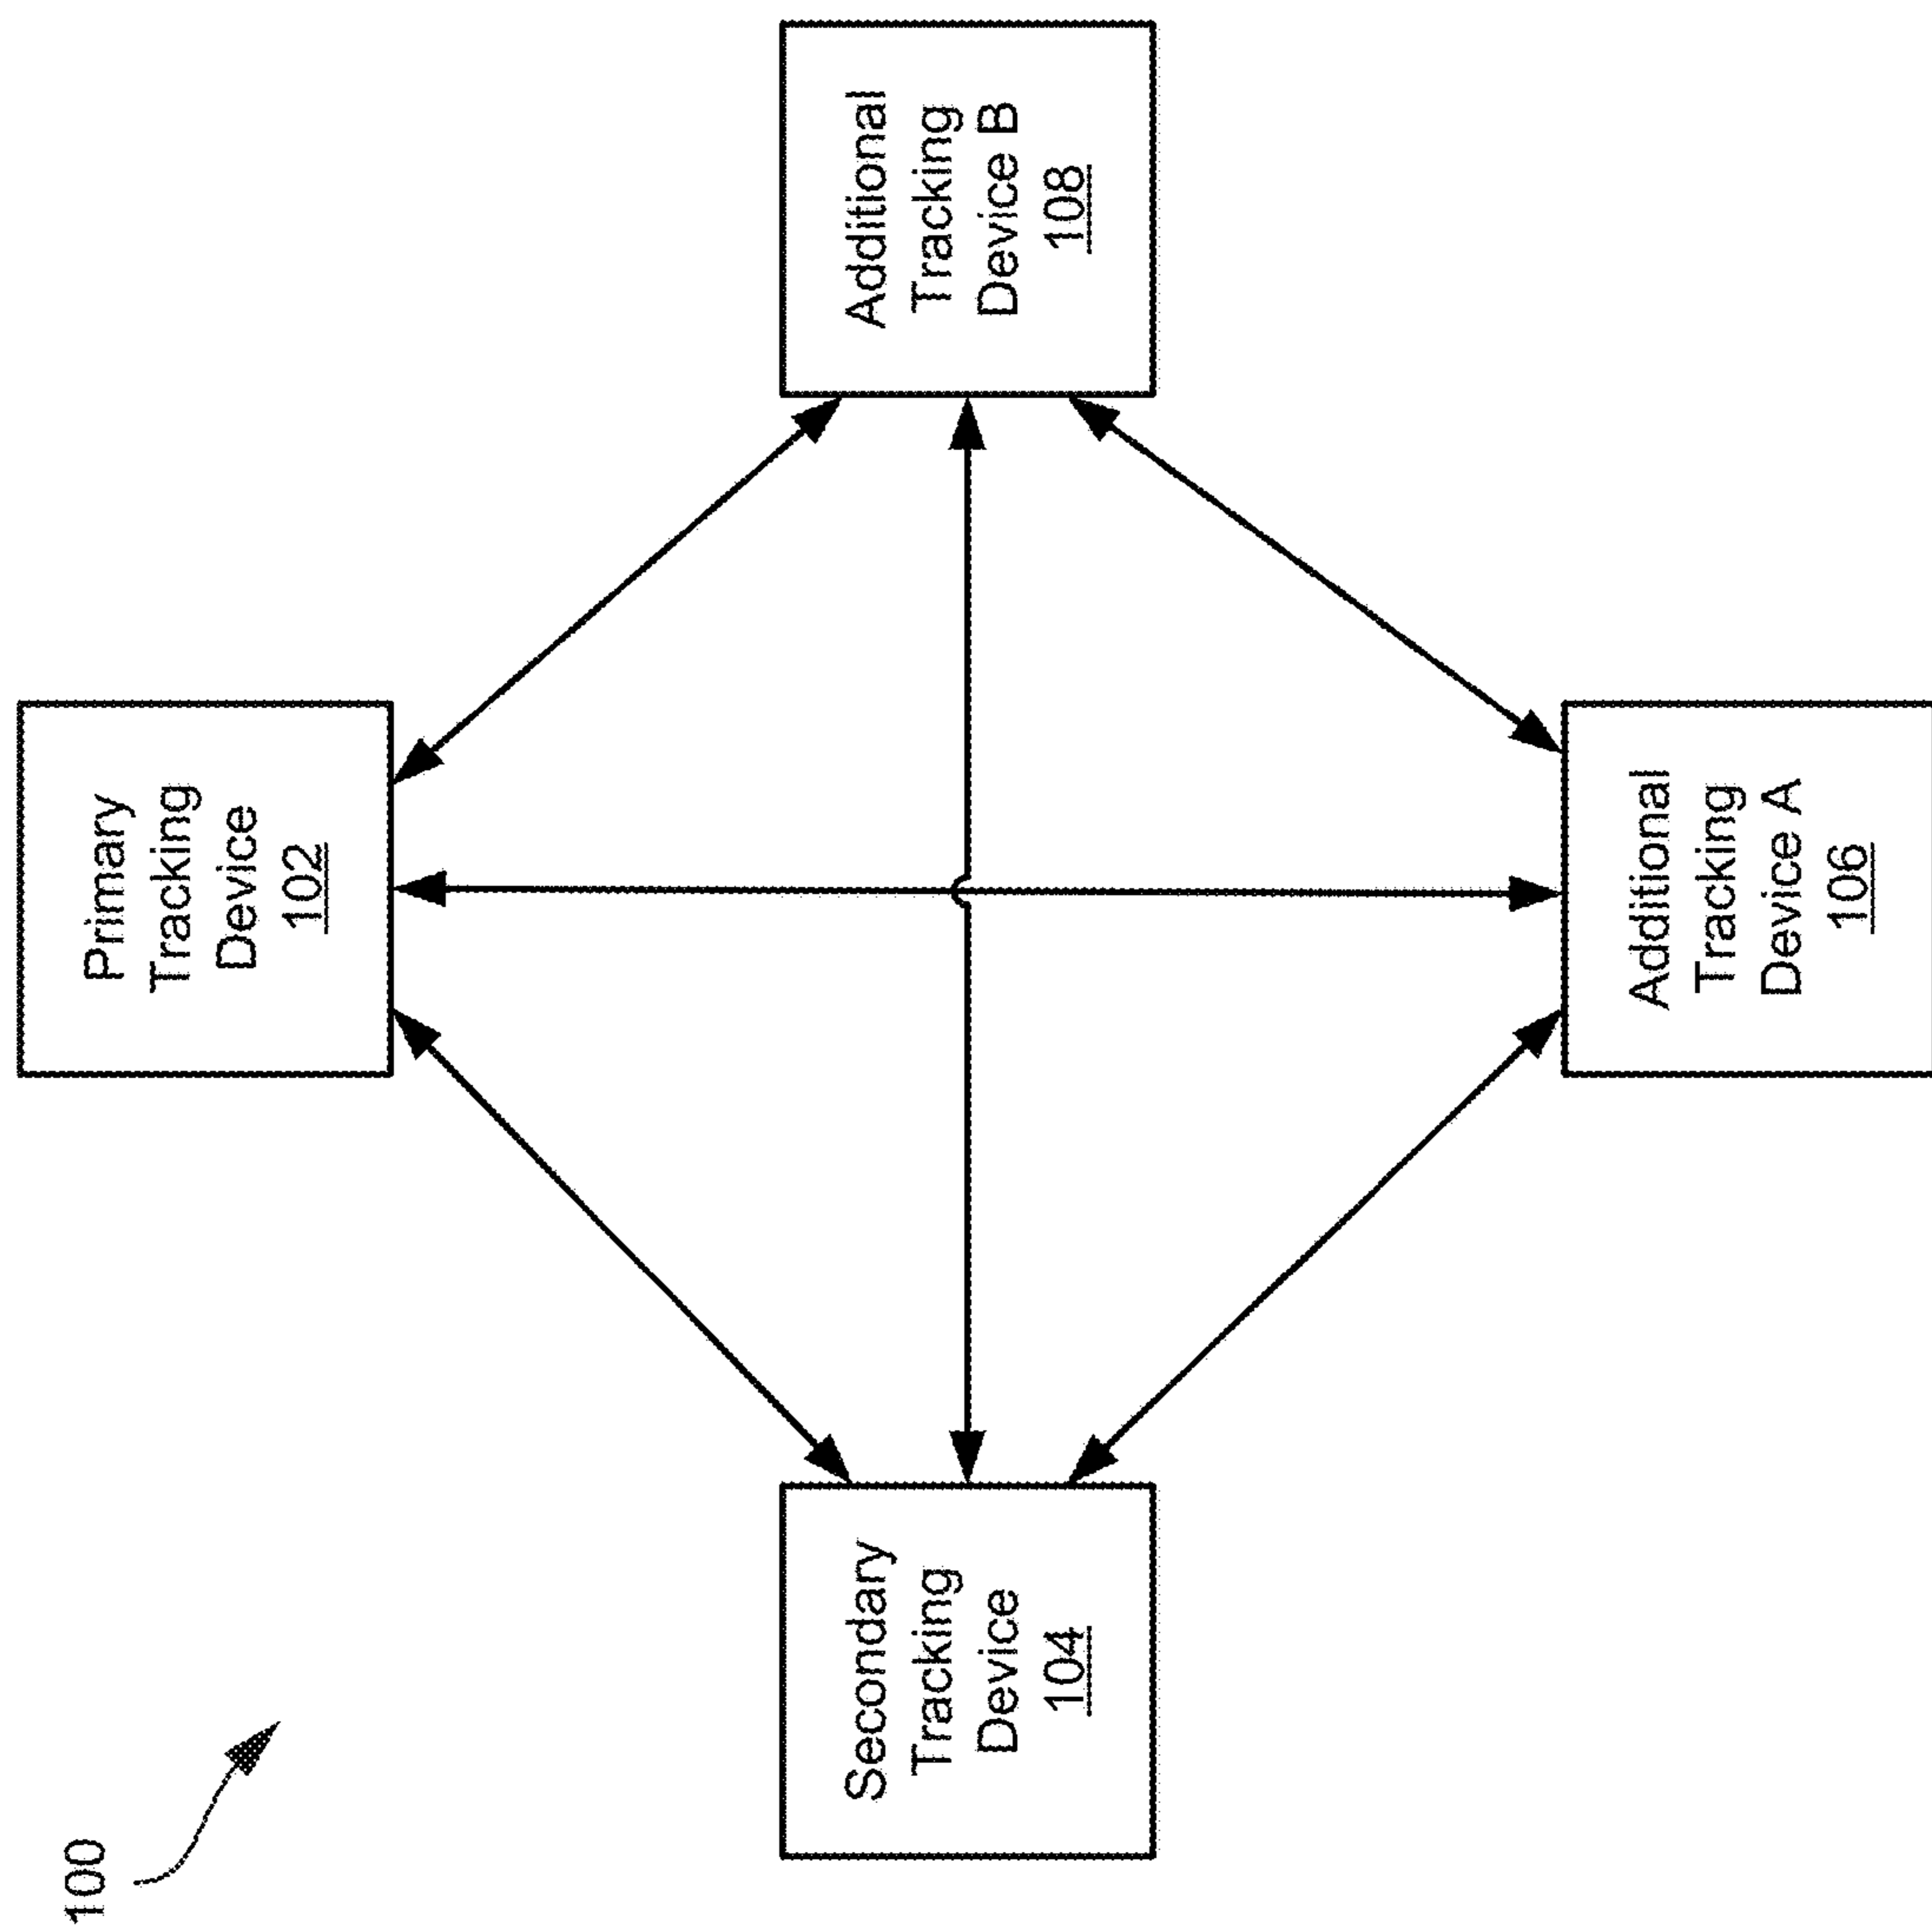 100
Primary
Tracking
Device
102
Secondary
Tracking
Device
104
Additional
Tracking
Device B
108
Additional
Tracking
Device A
106